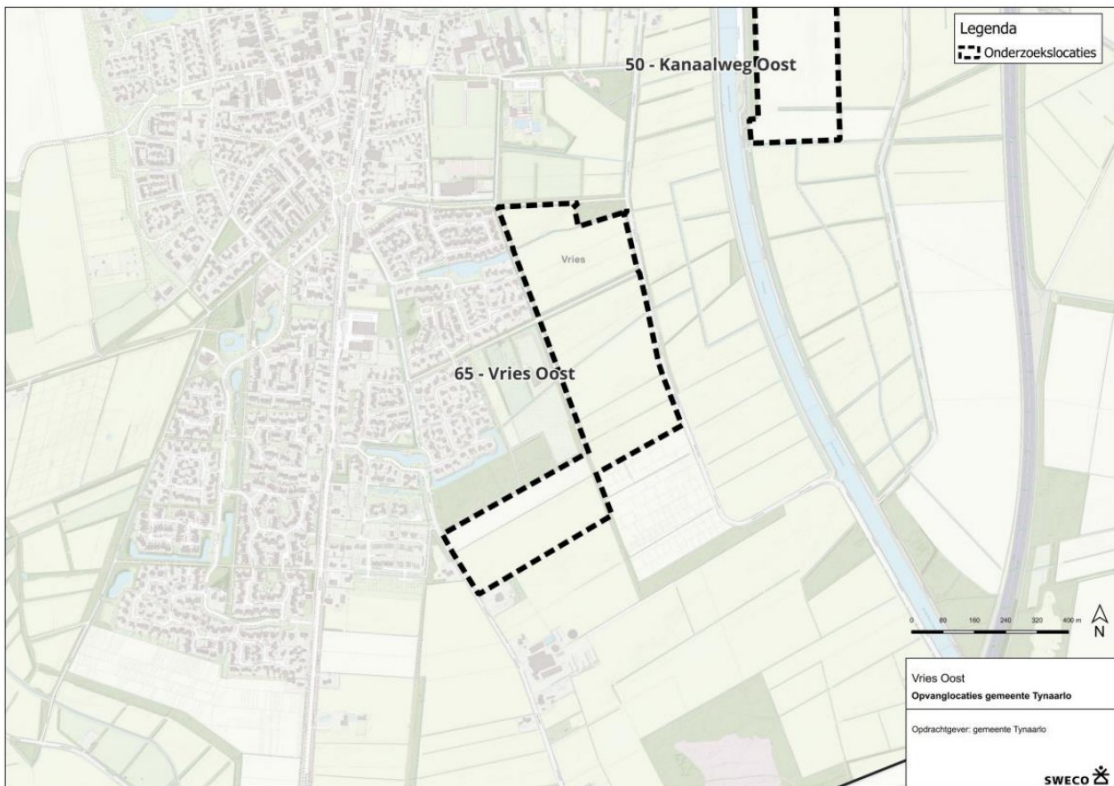 Legenda
Onderzoekslocaties
50 - Kanaalweg Oost
Vries
65 - Vries Oost
0 80 160 240 320 400 m
N
Vries Oost
Opvanglocaties gemeente Tynaarlo
Opdrachtgever: gemeente Tynaarlo
SWECO